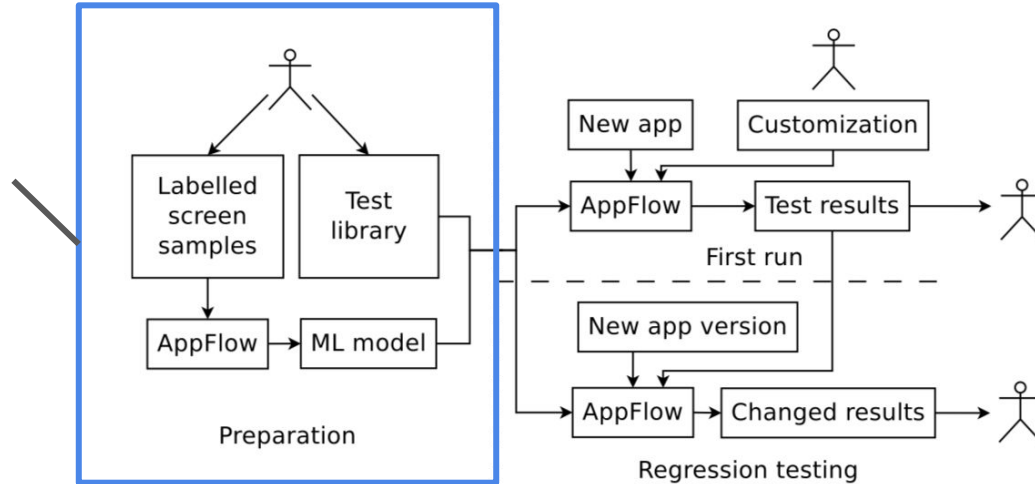 Labelled
screen
samples
Test
library
AppFlow
ML model
Preparation
New app
Customization
AppFlow
Test results
First run
New app version
AppFlow
Changed results
Regression testing